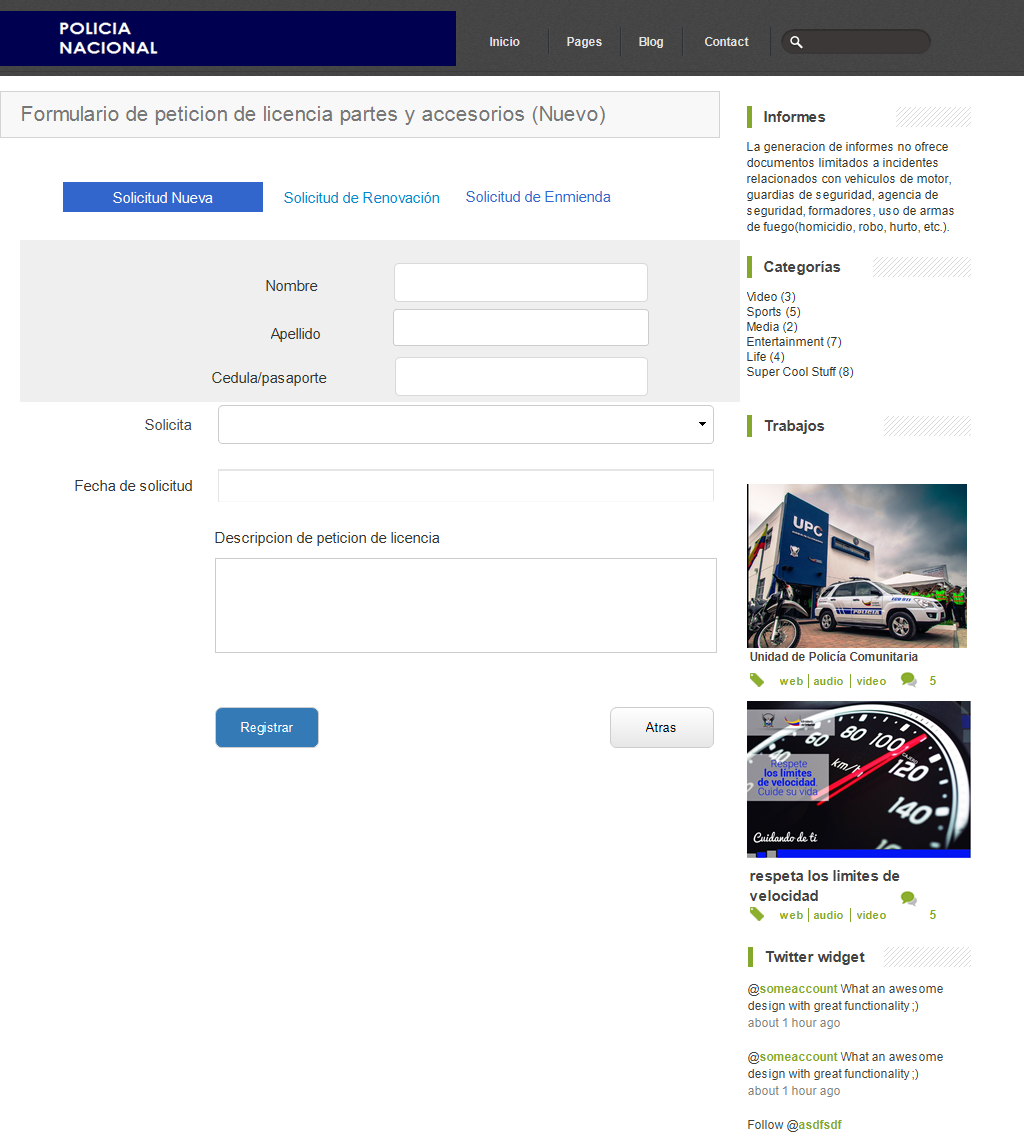 POLICIA
NACIONAL
Inicio
Pages
Blog
Contact
Formulario de peticion de licencia partes y accesorios (Nuevo)
Solicitud Nueva
Solicitud de Renovación
Solicitud de Enmienda
Nombre
Apellido
Cedula/pasaporte
Solicita
Fecha de solicitud
Descripcion de peticion de licencia
Registrar
Atras
Informes
La generacion de informes no ofrece
documentos limitados a incidentes
relacionados con vehiculos de motor,
guardias de seguridad, agencia de
seguridad, formadores, uso de armas
de fuego(homicidio, robo, hurto, etc.).
Categorías
Video (3)
Sports (5)
Media (2)
Entertainment (7)
Life (4)
Super Cool Stuff (8)
Trabajos
UPC
POLICIA
Unidad de Policía Comunitaria
web | audio | video 5
60 80 100 120 140
km/h
Respete
los límites
de velocidad.
Cuide su vida
Cuidando de ti
respeta los limites de
velocidad
web | audio | video 5
Twitter widget
@someaccount What an awesome
design with great functionality ;)
about 1 hour ago
@someaccount What an awesome
design with great functionality ;)
about 1 hour ago
Follow @asdfsdf